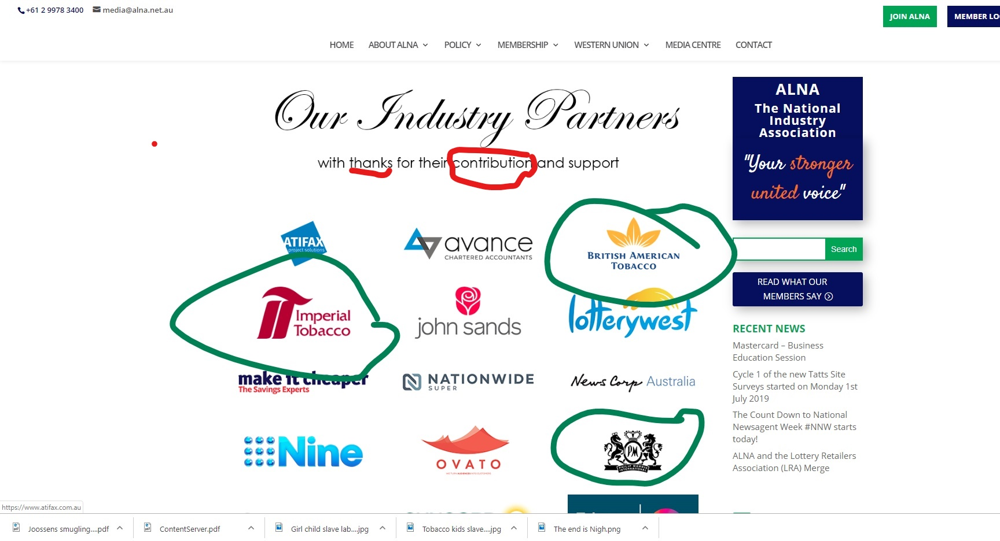 +61 2 9978 3400 media@alna.net.au
JOIN ALNA MEMBER LO
HOME ABOUT ALNA POLICY MEMBERSHIP WESTERN UNION MEDIA CENTRE CONTACT
Our Industry Partners
with thanks for their contribution and support
ATIFAX
project solutions
avance
CHARTERED ACCOUNTANTS
BRITISH AMERICAN
TOBACCO
Imperial
Tobacco
john sands
lotterywest
make it cheaper
The Savings Experts
NATIONWIDE
SUPER
News Corp Australia
Nine
OVATO
WE TURN AUDIENCES INTO CUSTOMERS
PM
PHILIP MORRIS
INTERNATIONAL
ALNA
The National
Industry
Association
"Your stronger
united voice"
Search
READ WHAT OUR
MEMBERS SAY
RECENT NEWS
Mastercard – Business
Education Session
Cycle 1 of the new Tatts Site
Surveys started on Monday 1st
July 2019
The Count Down to National
Newsagent Week #NNW starts
today!
ALNA and the Lottery Retailers
Association (LRA) Merge
https://www.atifax.com.au
Joossens smugling....pdf ContentServer.pdf Girl child slave lab....jpg Tobacco kids slave....jpg The end is Nigh.png